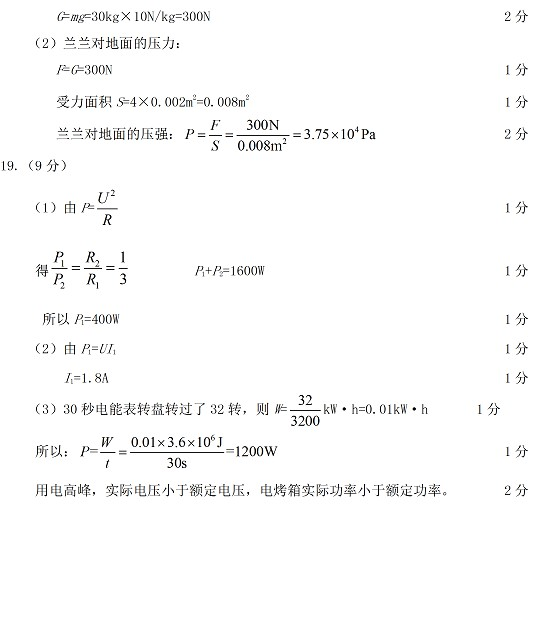 G=mg=30kg×10N/kg=300N 2分
（2）兰兰对地面的压力：
F=G=300N 1分
受力面积 S=4×0.002m²=0.008m² 1分
兰兰对地面的压强：P=F/S=300N/0.008m²=3.75×10⁴Pa 2分
19.（9分）
（1）由 P=U²/R 1分
得 P₁/P₂=R₂/R₁=1/3 P₁+P₂=1600W 1分
所以 P₁=400W 1分
（2）由 P₁=UI₁ 1分
I₁=1.8A 1分
（3）30秒电能表转盘转过了32转，则 W=32/3200kW·h=0.01kW·h 1分
所以：P=W/t=0.01×3.6×10⁶J/30s=1200W 1分
用电高峰，实际电压小于额定电压，电烤箱实际功率小于额定功率。 2分